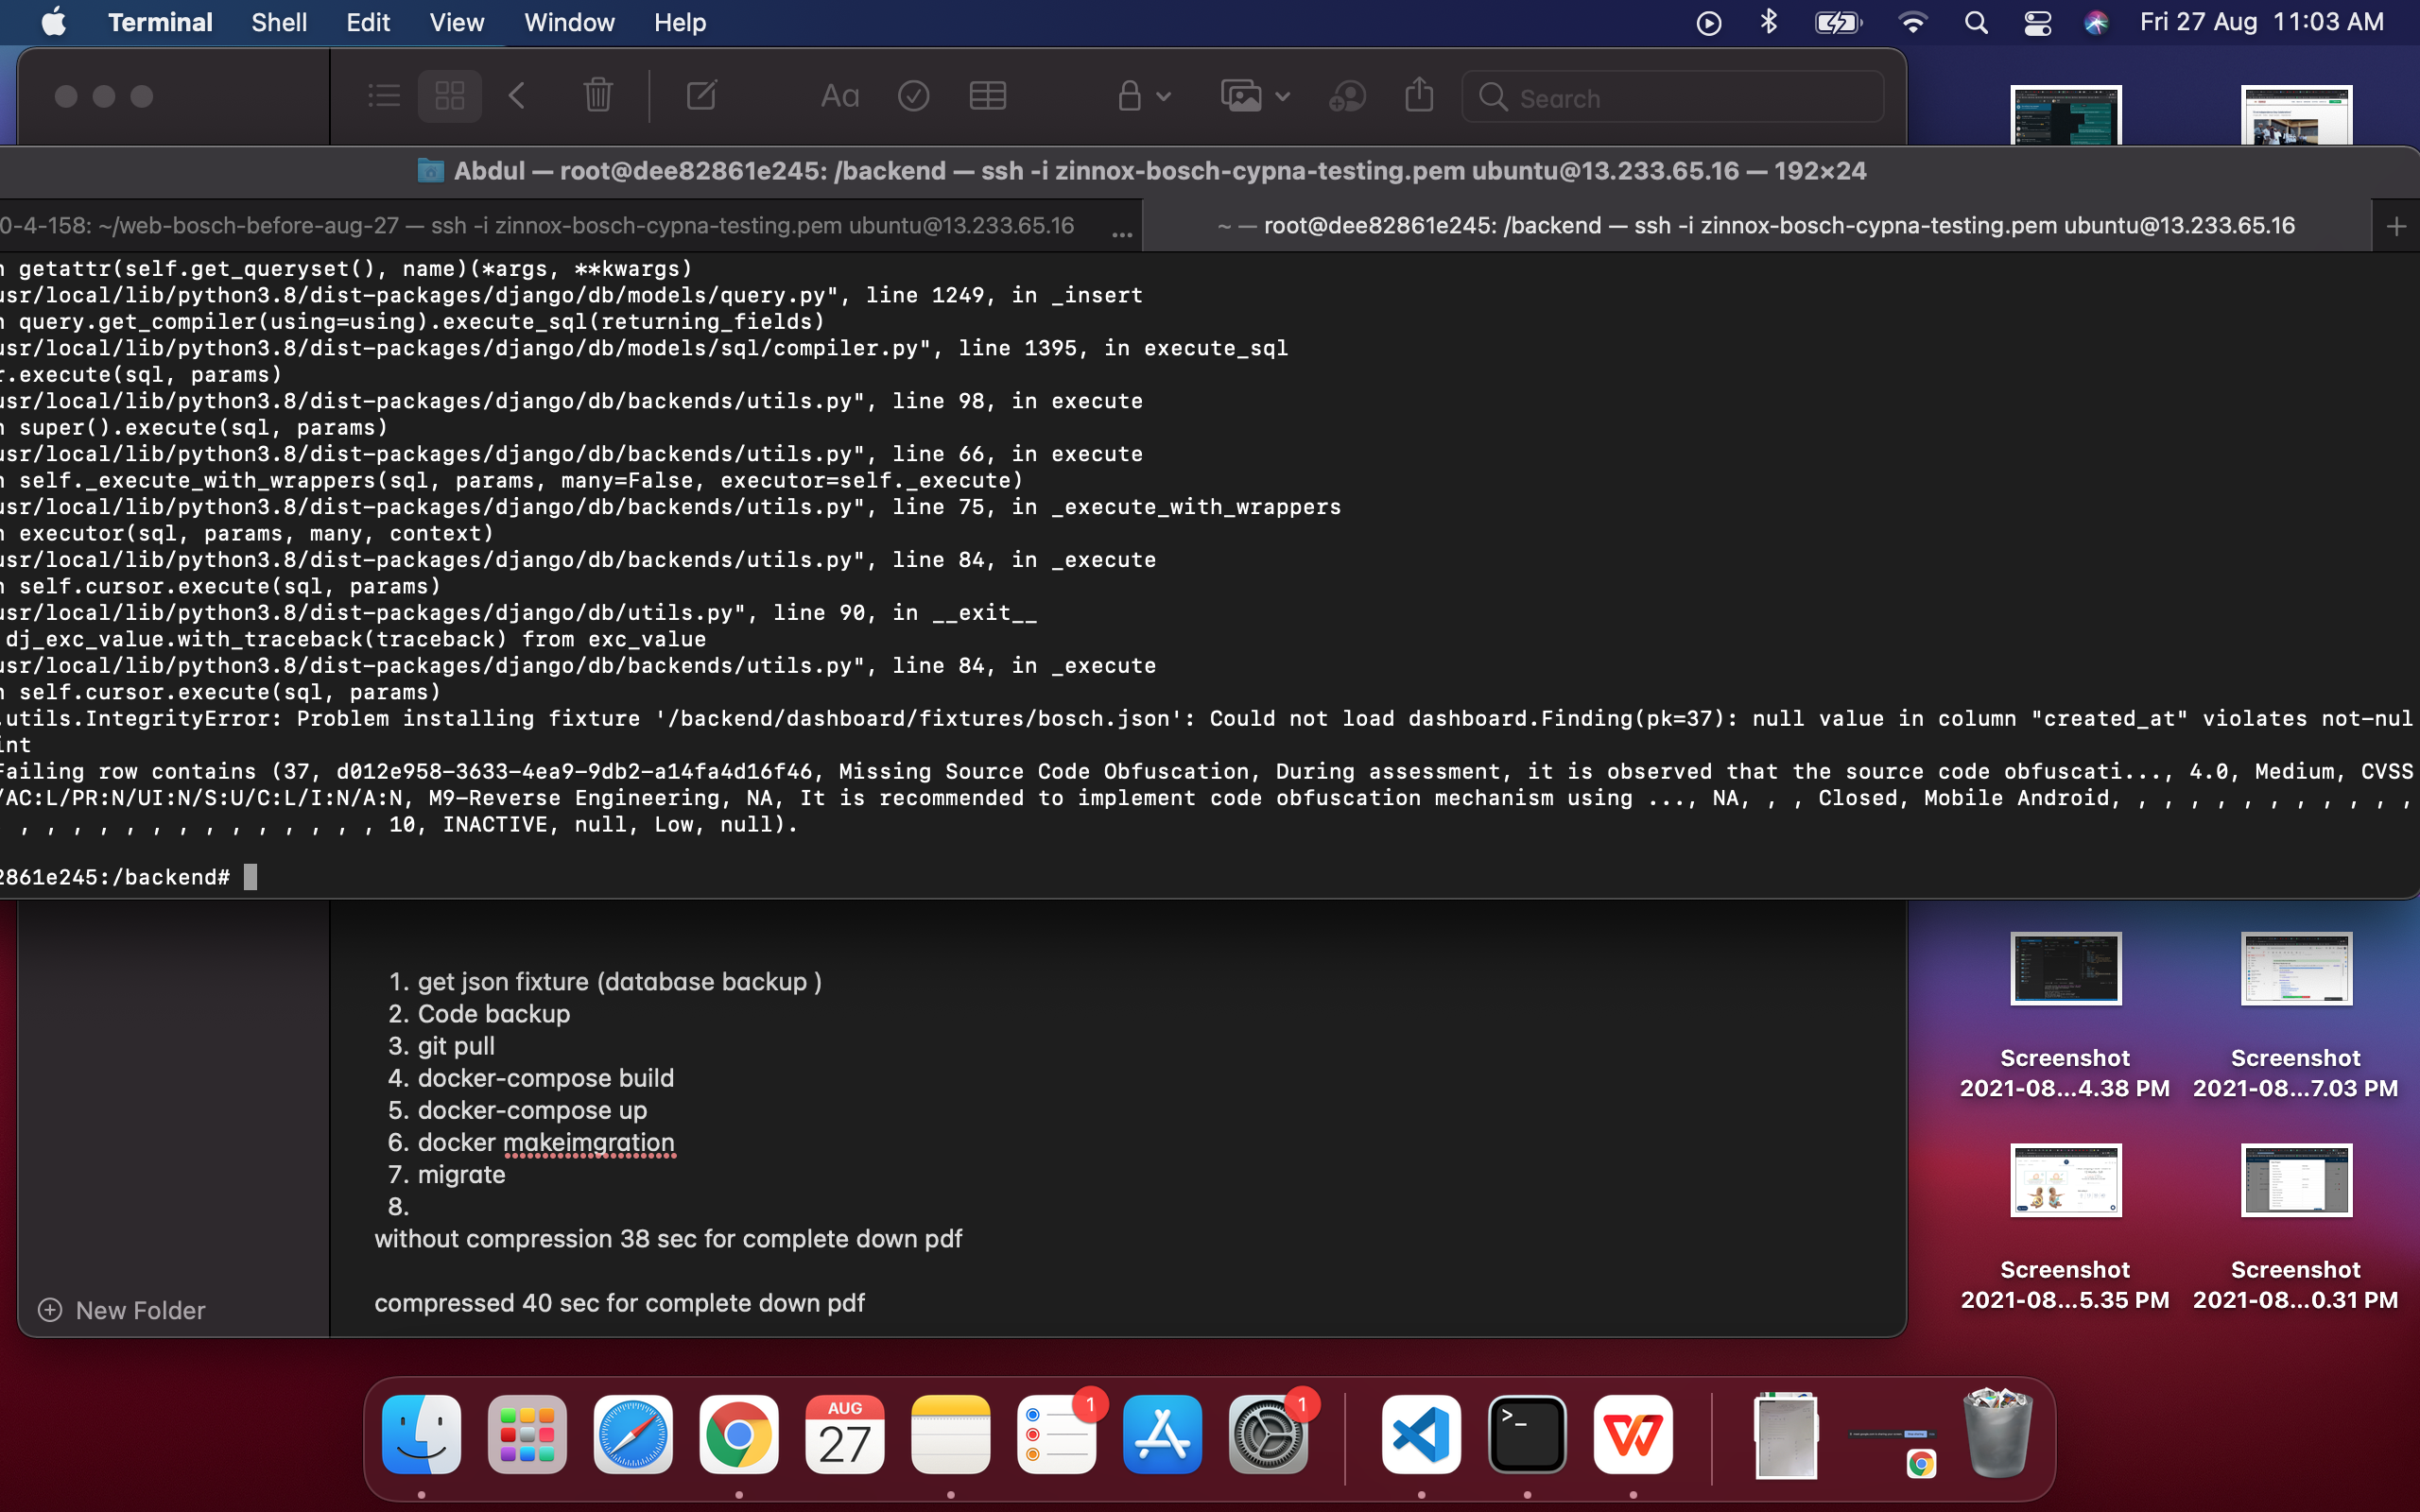 Terminal Shell Edit View Window Help Fri 27 Aug 11:03 AM
Aa Search
Abdul — root@dee82861e245: /backend — ssh -i zinnox-bosch-cypna-testing.pem ubuntu@13.233.65.16 — 192×24
0-4-158: ~/web-bosch-before-aug-27 — ssh -i zinnox-bosch-cypna-testing.pem ubuntu@13.233.65.16 ... ~ — root@dee82861e245: /backend — ssh -i zinnox-bosch-cypna-testing.pem ubuntu@13.233.65.16 +
n getattr(self.get_queryset(), name)(*args, **kwargs)
usr/local/lib/python3.8/dist-packages/django/db/models/query.py", line 1249, in _insert
n query.get_compiler(using=using).execute_sql(returning_fields)
usr/local/lib/python3.8/dist-packages/django/db/models/sql/compiler.py", line 1395, in execute_sql
r.execute(sql, params)
usr/local/lib/python3.8/dist-packages/django/db/backends/utils.py", line 98, in execute
n super().execute(sql, params)
usr/local/lib/python3.8/dist-packages/django/db/backends/utils.py", line 66, in execute
n self._execute_with_wrappers(sql, params, many=False, executor=self._execute)
usr/local/lib/python3.8/dist-packages/django/db/backends/utils.py", line 75, in _execute_with_wrappers
n executor(sql, params, many, context)
usr/local/lib/python3.8/dist-packages/django/db/backends/utils.py", line 84, in _execute
n self.cursor.execute(sql, params)
usr/local/lib/python3.8/dist-packages/django/db/utils.py", line 90, in __exit__
dj_exc_value.with_traceback(traceback) from exc_value
usr/local/lib/python3.8/dist-packages/django/db/backends/utils.py", line 84, in _execute
n self.cursor.execute(sql, params)
.utils.IntegrityError: Problem installing fixture '/backend/dashboard/fixtures/bosch.json': Could not load dashboard.Finding(pk=37): null value in column "created_at" violates not-nul
int
Failing row contains (37, d012e958-3633-4ea9-9db2-a14fa4d16f46, Missing Source Code Obfuscation, During assessment, it is observed that the source code obfuscati..., 4.0, Medium, CVSS
/AC:L/PR:N/UI:N/S:U/C:L/I:N/A:N, M9-Reverse Engineering, NA, It is recommended to implement code obfuscation mechanism using ..., NA, , , Closed, Mobile Android, , , , , , , , , , , ,
, , , , , , , , , , , , , , 10, INACTIVE, null, Low, null).
2861e245:/backend#
1. get json fixture (database backup )
2. Code backup
3. git pull
4. docker-compose build
5. docker-compose up
6. docker makeimgration
7. migrate
8.
without compression 38 sec for complete down pdf
compressed 40 sec for complete down pdf
New Folder
Screenshot
2021-08...4.38 PM
Screenshot
2021-08...7.03 PM
Screenshot
2021-08...5.35 PM
Screenshot
2021-08...0.31 PM
AUG
27
1
1
>_